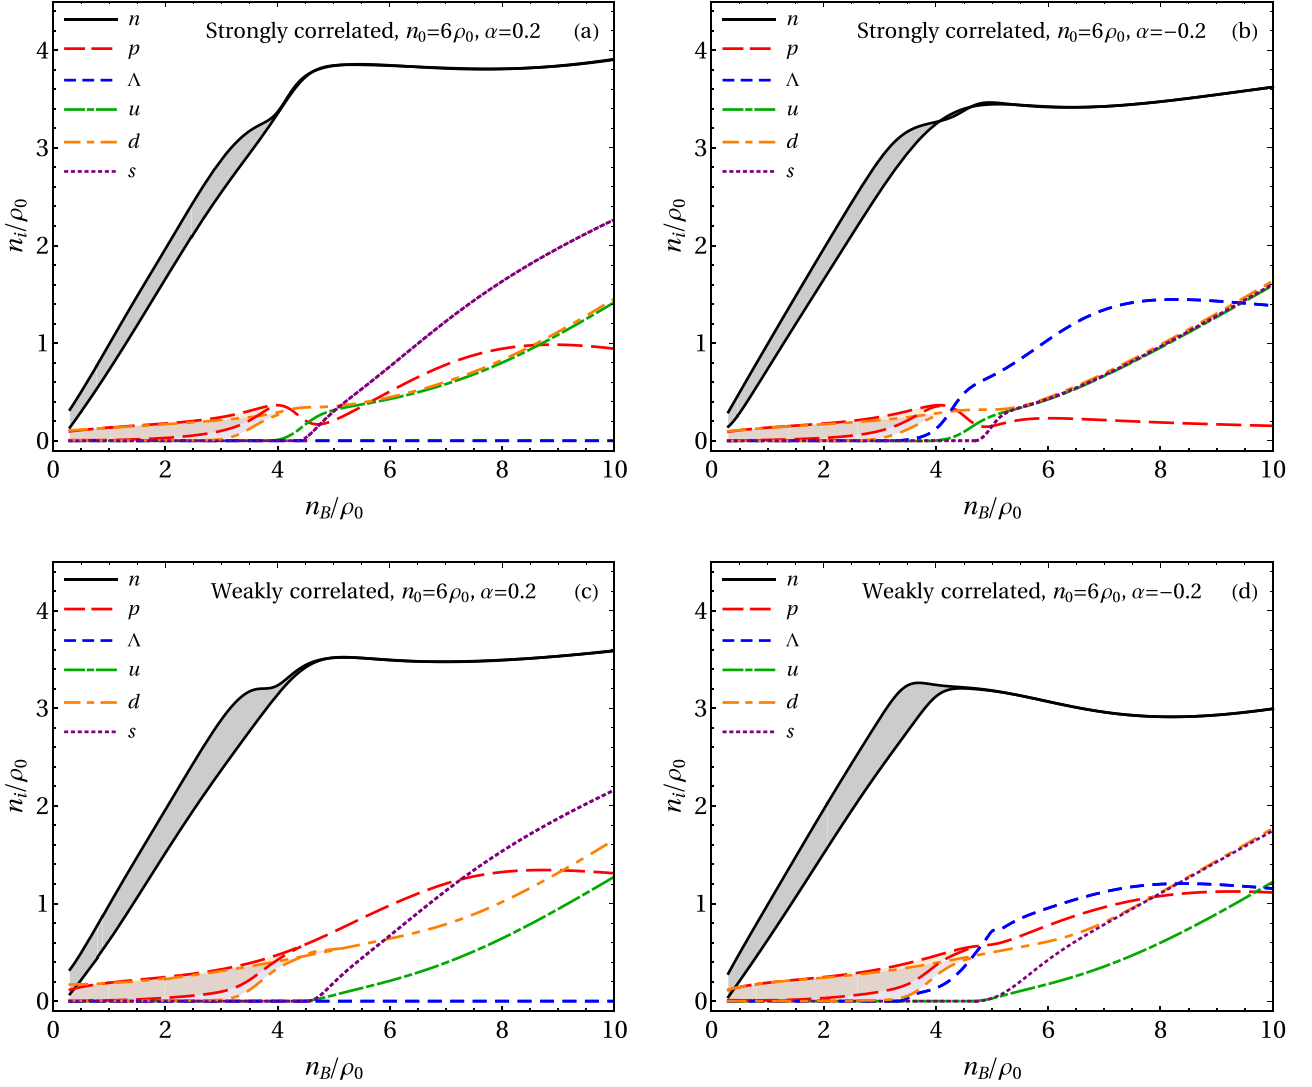 Strongly correlated, n₀=6ρ₀, α=0.2 (a)
n
p
Λ
u
d
s
4
3
2
1
0
nᵢ/ρ₀
0 2 4 6 8 10
n_B/ρ₀
Strongly correlated, n₀=6ρ₀, α=−0.2 (b)
n
p
Λ
u
d
s
4
3
2
1
0
nᵢ/ρ₀
0 2 4 6 8 10
n_B/ρ₀
Weakly correlated, n₀=6ρ₀, α=0.2 (c)
n
p
Λ
u
d
s
4
3
2
1
0
nᵢ/ρ₀
0 2 4 6 8 10
n_B/ρ₀
Weakly correlated, n₀=6ρ₀, α=−0.2 (d)
n
p
Λ
u
d
s
4
3
2
1
0
nᵢ/ρ₀
0 2 4 6 8 10
n_B/ρ₀